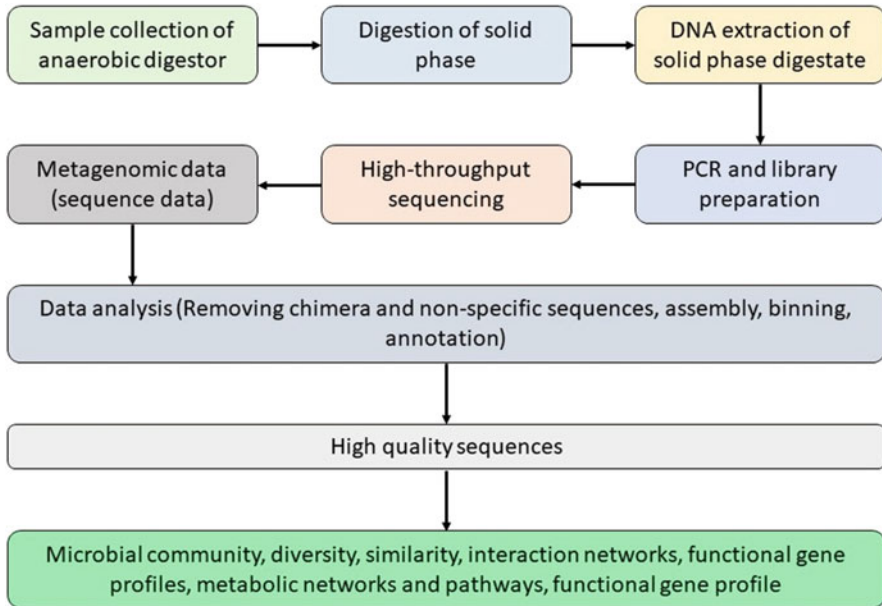 Sample collection of
anaerobic digestor
Digestion of solid
phase
DNA extraction of
solid phase digestate
Metagenomic data
(sequence data)
High-throughput
sequencing
PCR and library
preparation
Data analysis (Removing chimera and non-specific sequences, assembly, binning,
annotation)
High quality sequences
Microbial community, diversity, similarity, interaction networks, functional gene
profiles, metabolic networks and pathways, functional gene profile